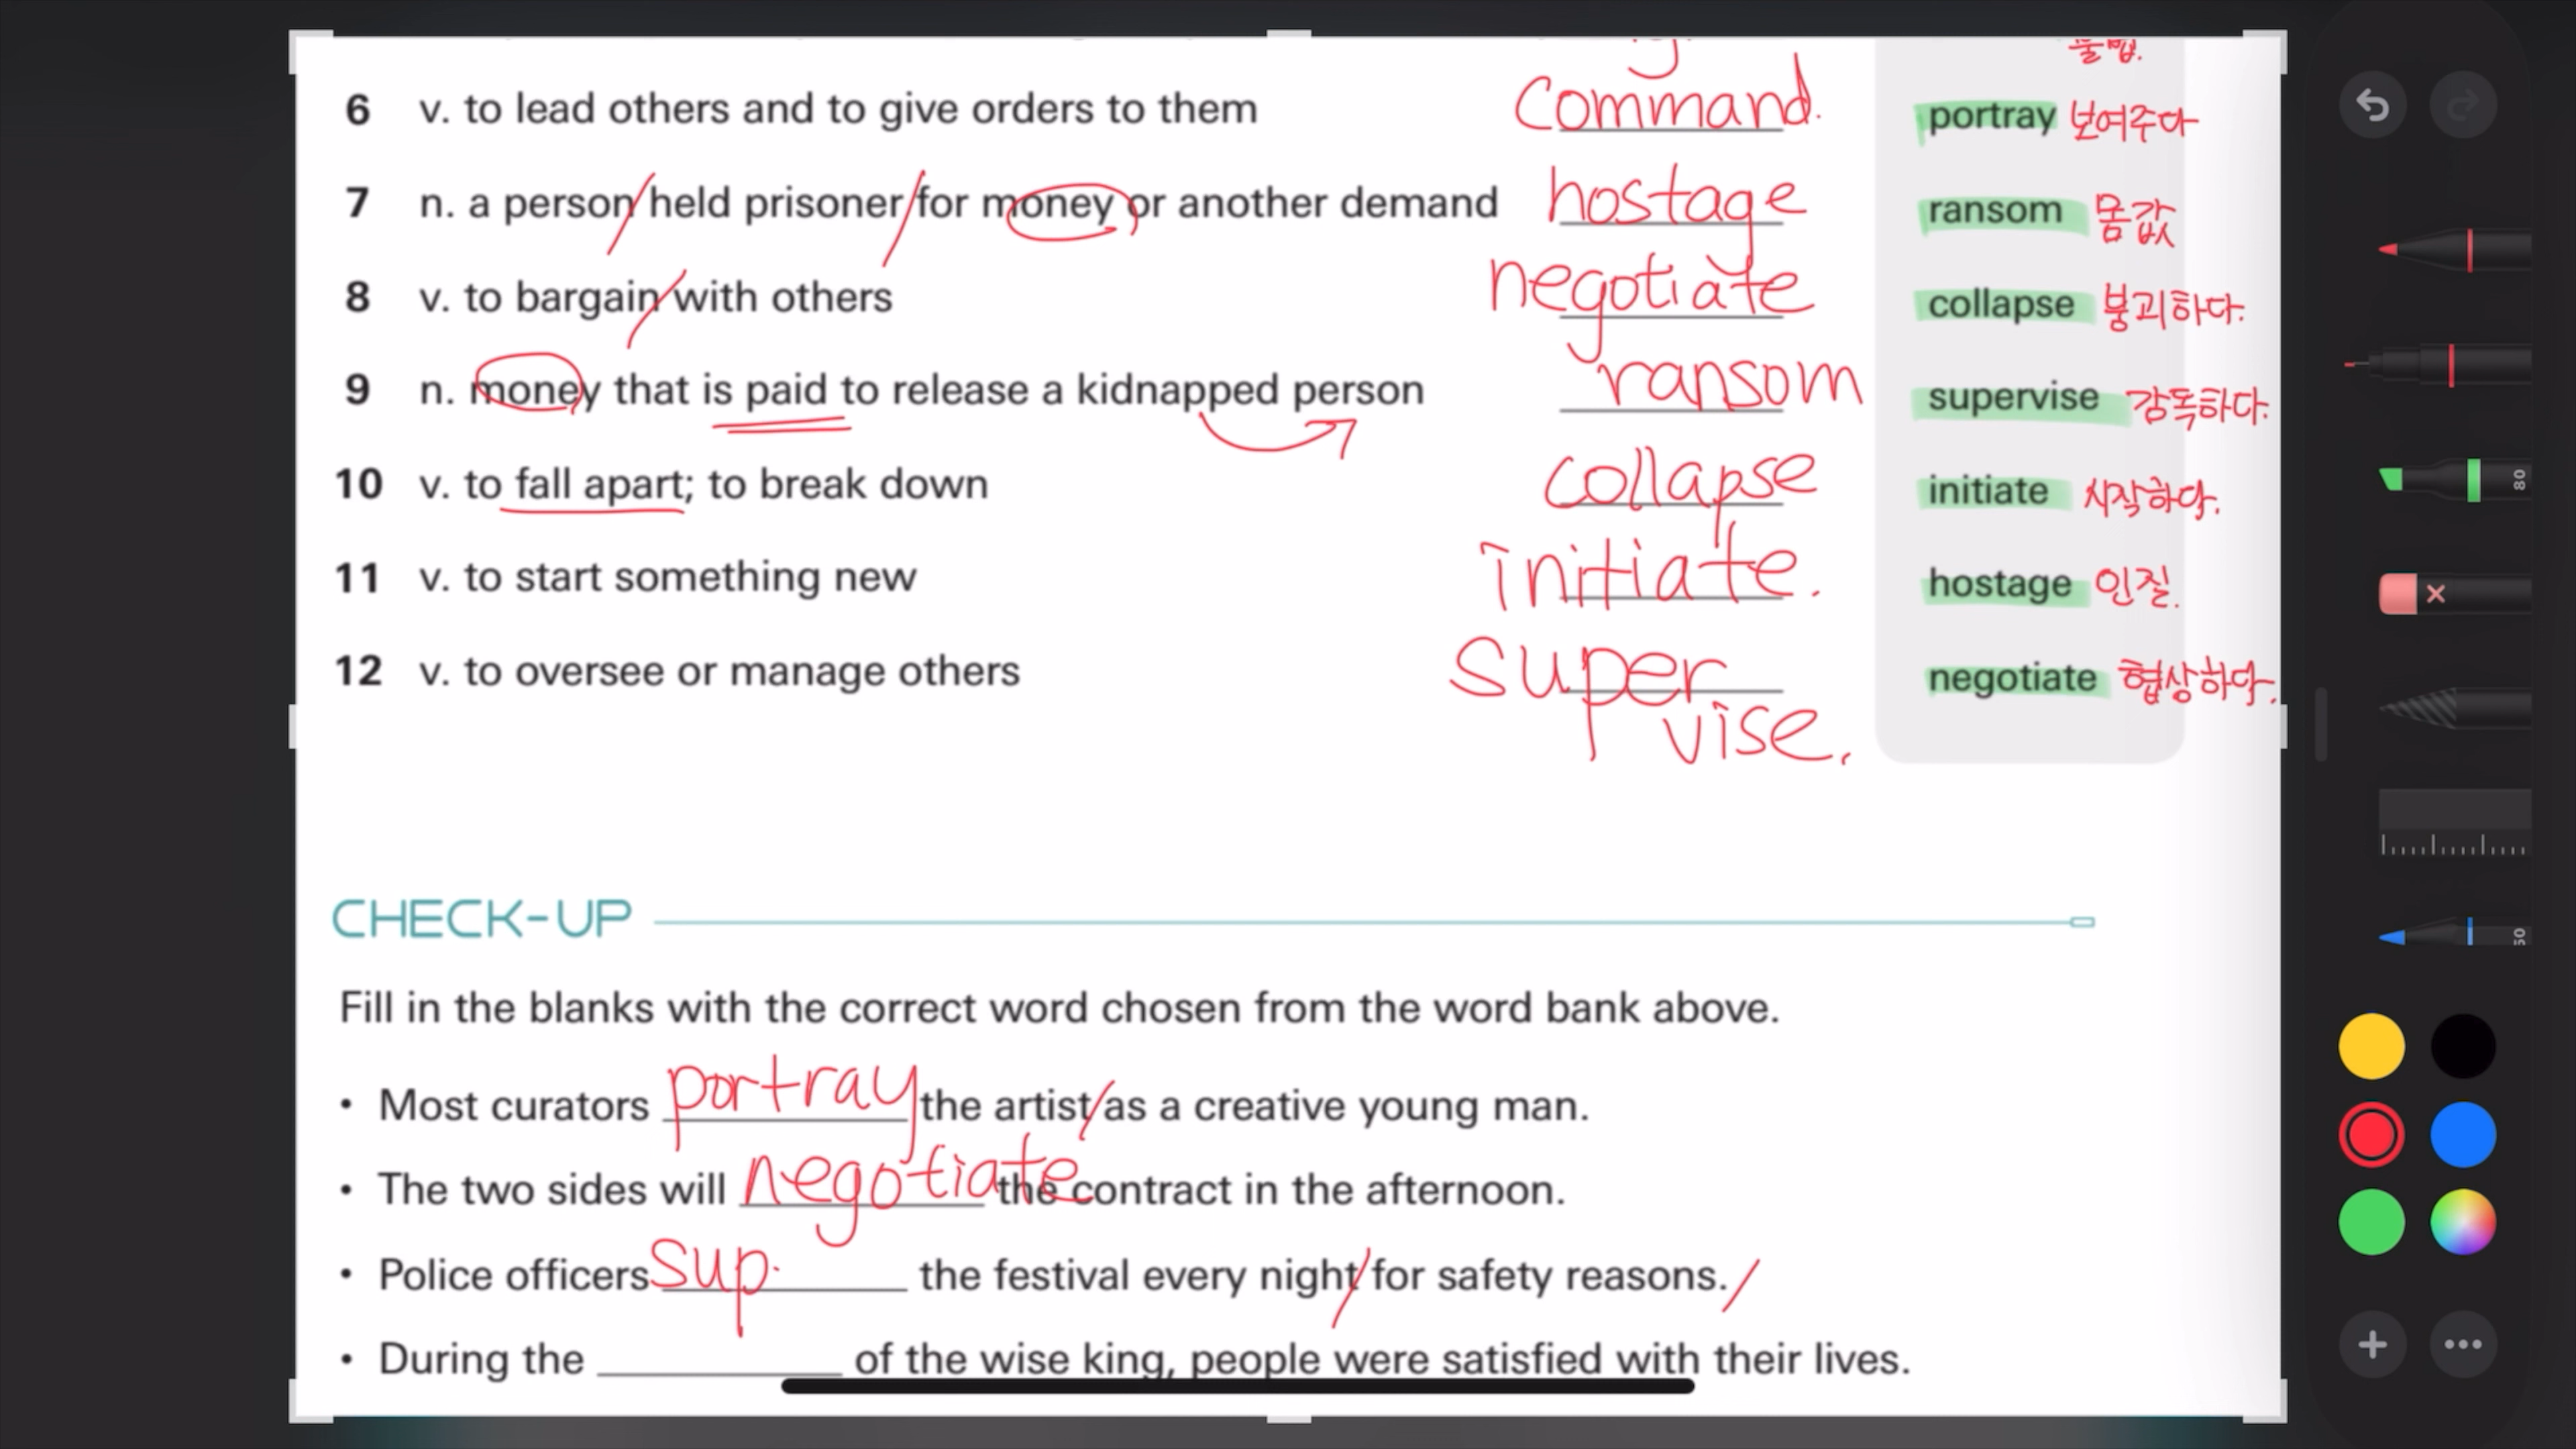 불법.
6 v. to lead others and to give orders to them command. portray 보여주다
7 n. a person held prisoner for money or another demand hostage ransom 몸값
8 v. to bargain with others negotiate collapse 붕괴하다.
9 n. money that is paid to release a kidnapped person ransom supervise 감독하다.
10 v. to fall apart; to break down collapse initiate 시작하다.
11 v. to start something new initiate. hostage 인질.
12 v. to oversee or manage others super negotiate 협상하다.
vise.
CHECK-UP
Fill in the blanks with the correct word chosen from the word bank above.
• Most curators portray the artist as a creative young man.
• The two sides will negotiate the contract in the afternoon.
• Police officers sup. the festival every night for safety reasons.
• During the of the wise king, people were satisfied with their lives.
80
50